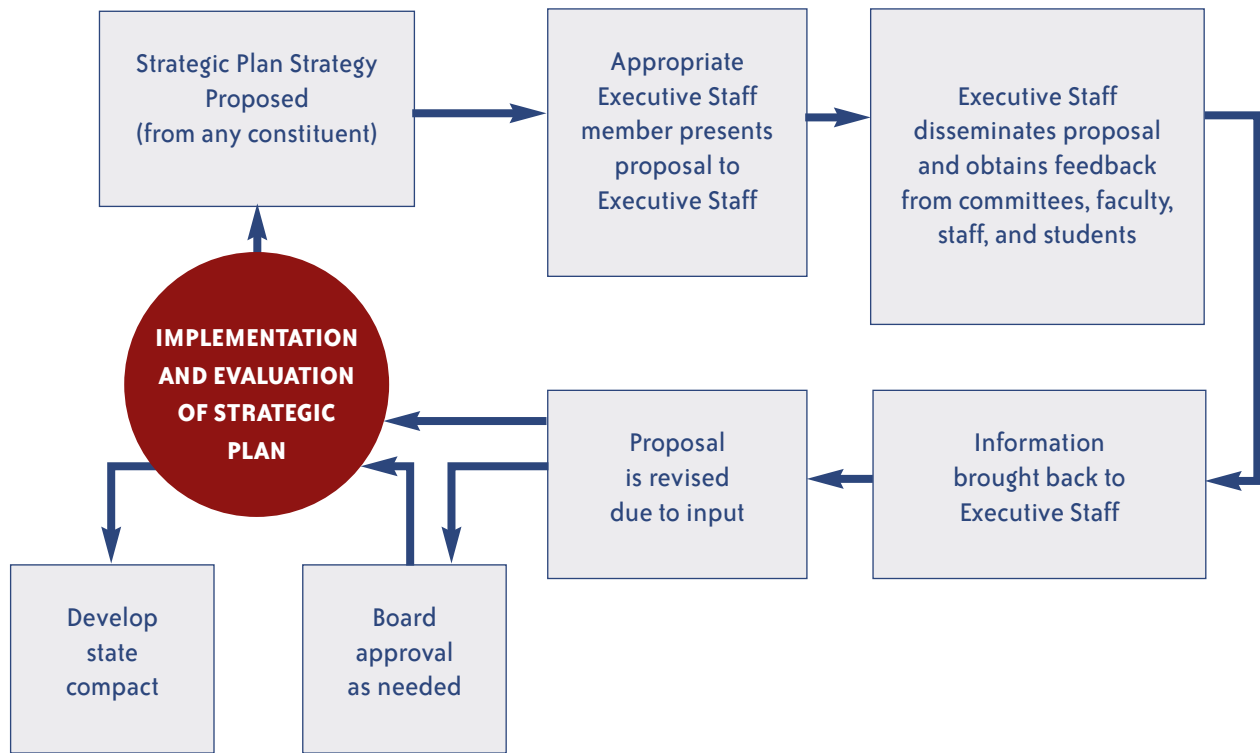 Strategic Plan Strategy
Proposed
(from any constituent)
Appropriate
Executive Staff
member presents
proposal to
Executive Staff
Executive Staff
disseminates proposal
and obtains feedback
from committees, faculty,
staff, and students
IMPLEMENTATION
AND EVALUATION
OF STRATEGIC
PLAN
Proposal
is revised
due to input
Information
brought back to
Executive Staff
Develop
state
compact
Board
approval
as needed